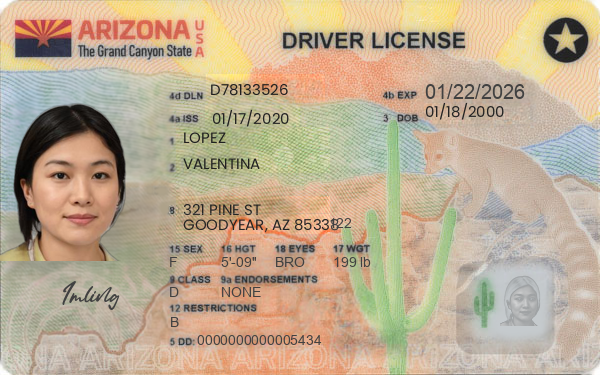 ARIZONA USA
The Grand Canyon State
DRIVER LICENSE
4d DLN D78133526
4b EXP 01/22/2026
4a ISS 01/17/2020
3 DOB 01/18/2000
1 LOPEZ
2 VALENTINA
8 321 PINE ST
GOODYEAR, AZ 85338
15 SEX 16 HGT 18 EYES 17 WGT
F 5'-09" BRO 199 lb
9 CLASS 9a ENDORSEMENTS
D NONE
12 RESTRICTIONS
B
5 DD: 0000000000005434
ARIZONA ARIZONA ARIZONA ARIZONA